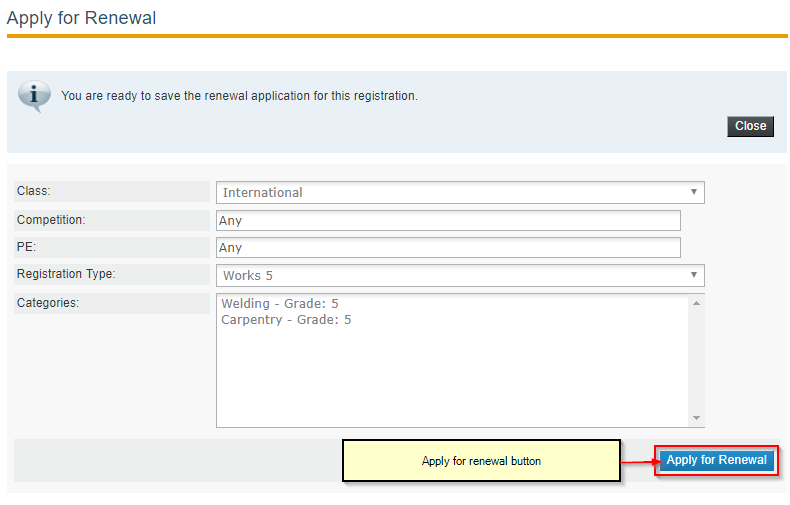 Apply for Renewal
You are ready to save the renewal application for this registration.
Close
Class:
International
Competition:
Any
PE:
Any
Registration Type:
Works 5
Categories:
Welding - Grade: 5
Carpentry - Grade: 5
Apply for renewal button
Apply for Renewal